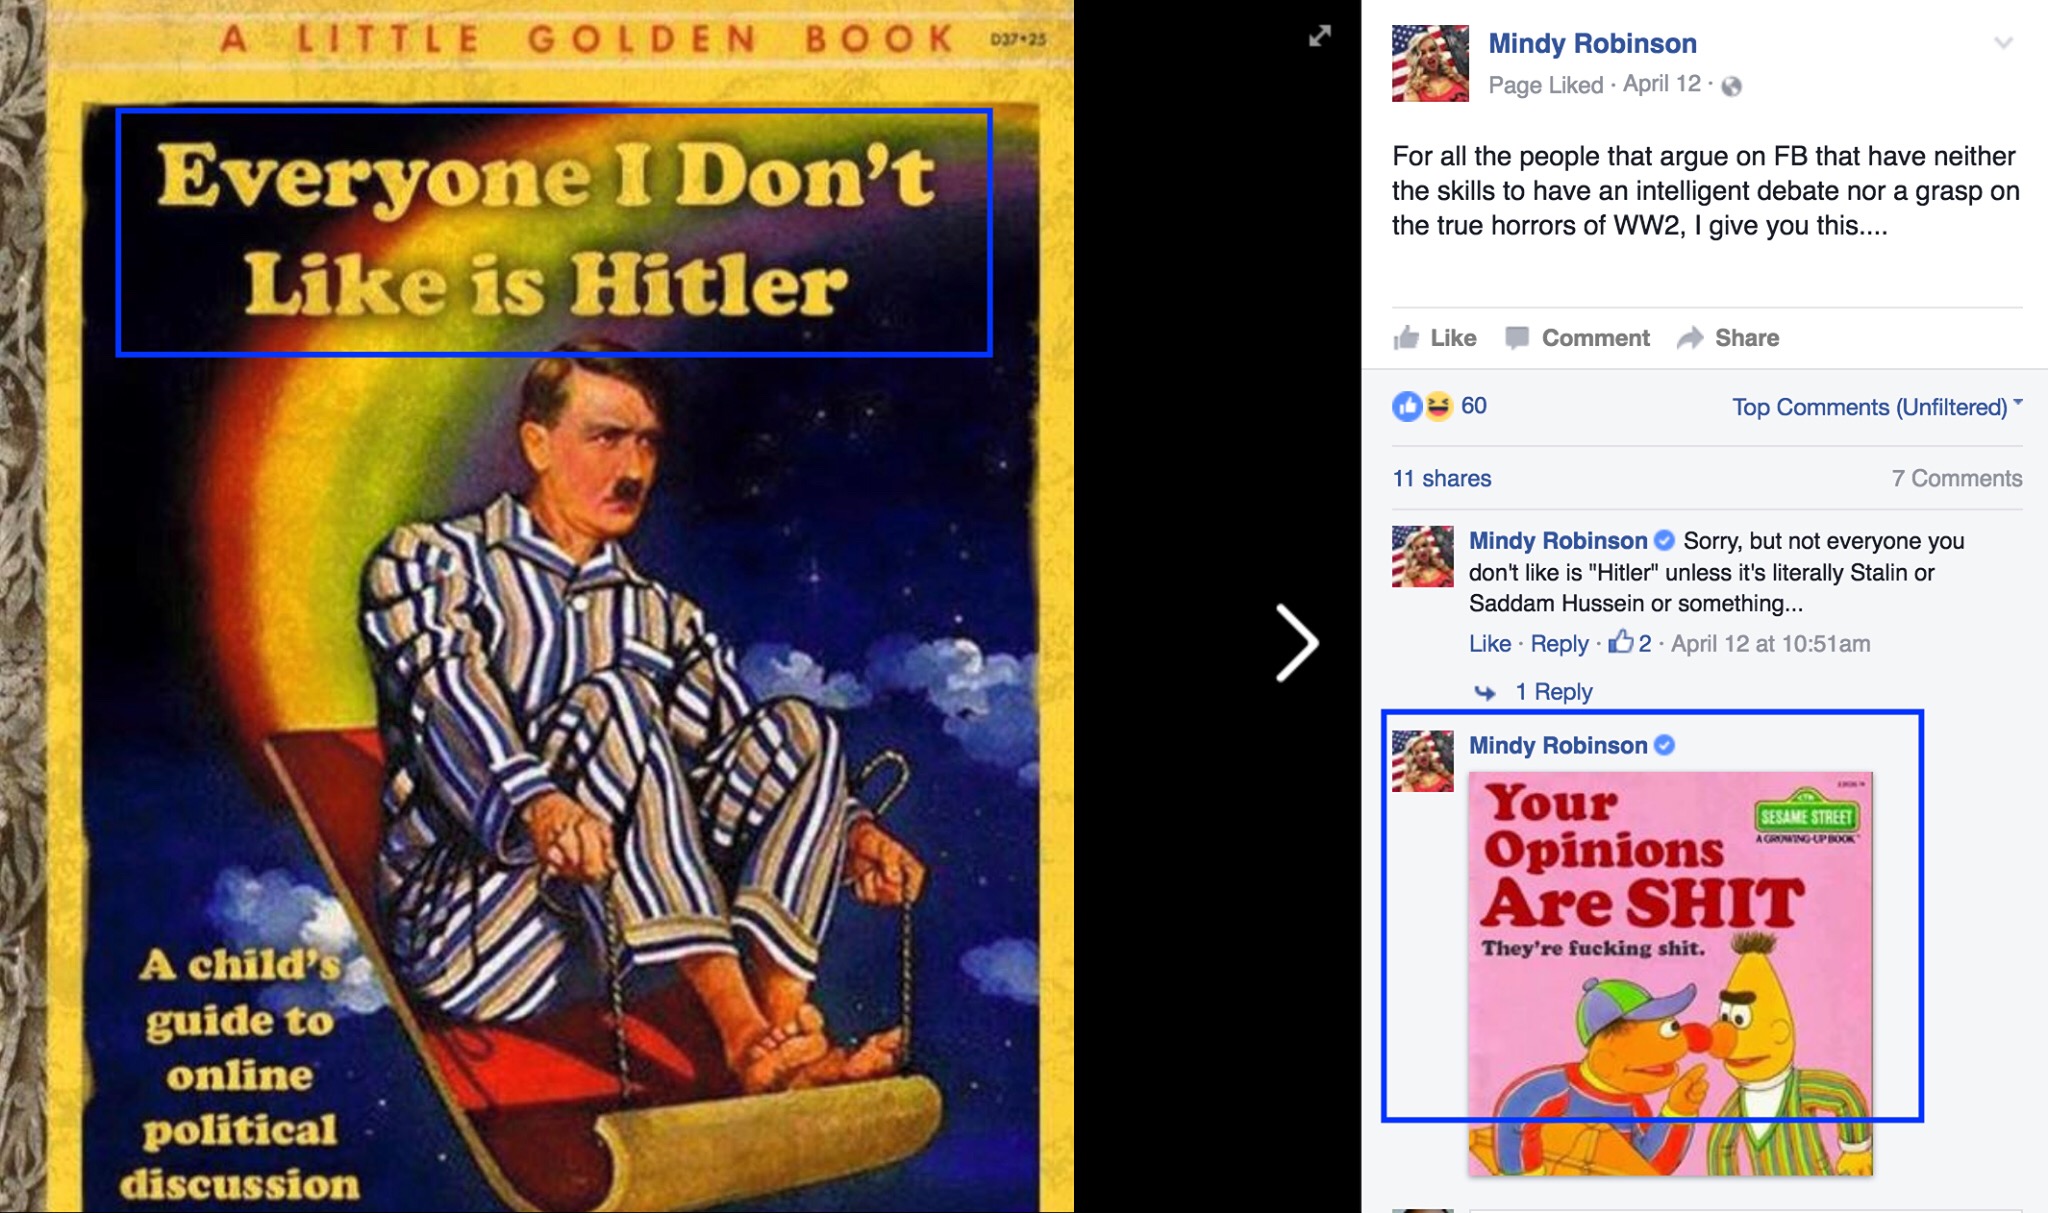 A LITTLE GOLDEN BOOK
D37•25
Everyone I Don't
Like is Hitler
A child's
guide to
online
political
discussion
Mindy Robinson
Page Liked · April 12 ·
For all the people that argue on FB that have neither
the skills to have an intelligent debate nor a grasp on
the true horrors of WW2, I give you this....
Like Comment Share
60
Top Comments (Unfiltered)
11 shares
7 Comments
Mindy Robinson Sorry, but not everyone you
don't like is "Hitler" unless it's literally Stalin or
Saddam Hussein or something...
Like · Reply · 2 · April 12 at 10:51am
1 Reply
Mindy Robinson
Your
Opinions
Are SHIT
They're fucking shit.
SESAME STREET
A GROWING-UP BOOK